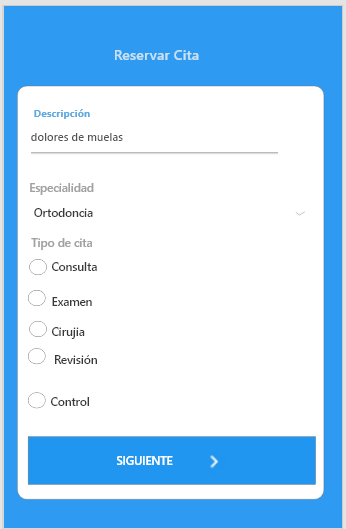 Reservar Cita
Descripción
dolores de muelas
Especialidad
Ortodoncia
Tipo de cita
Consulta
Examen
Cirujia
Revisión
Control
SIGUIENTE